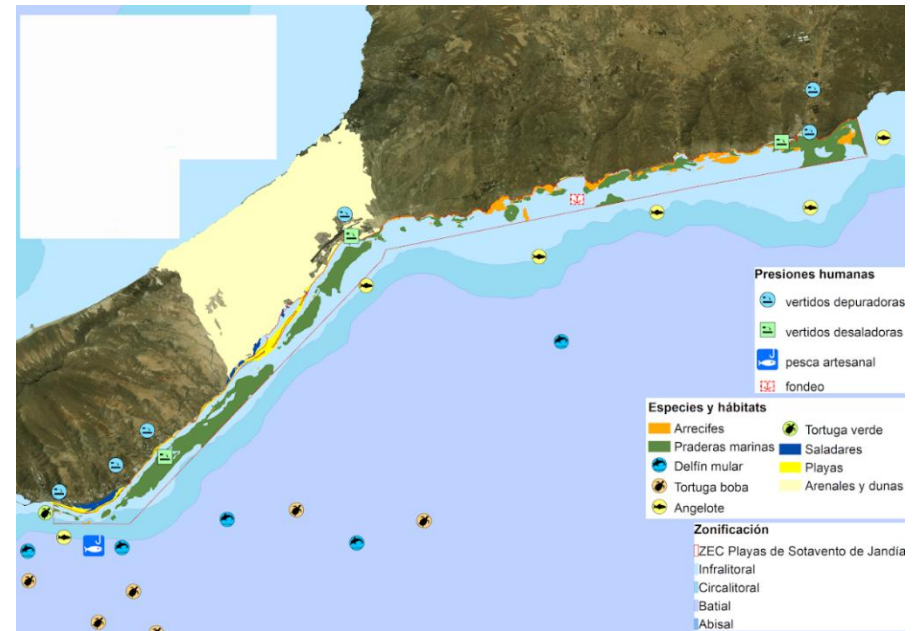 Presiones humanas
vertidos depuradoras
vertidos desaladoras
pesca artesanal
fondeo
Especies y hábitats
Arrecifes
Praderas marinas
Delfín mular
Tortuga boba
Angelote
Tortuga verde
Saladares
Playas
Arenales y dunas
Zonificación
ZEC Playas de Sotavento de Jandía
Infralitoral
Circalitoral
Batial
Abisal